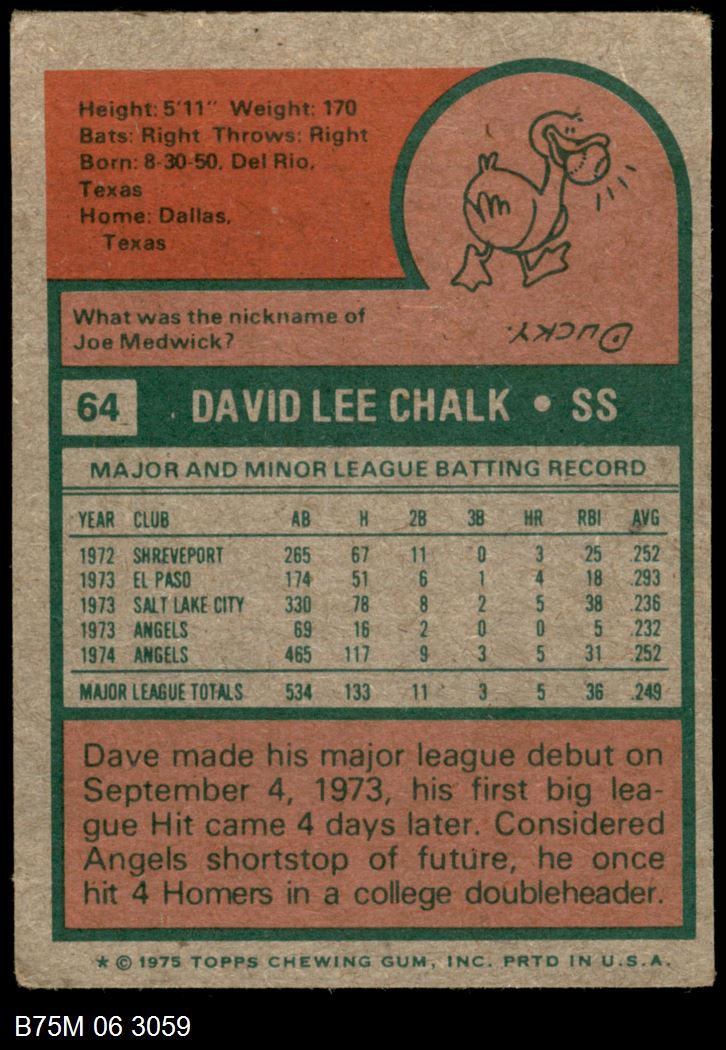 Height: 5'11" Weight: 170
Bats: Right Throws: Right
Born: 8-30-50, Del Rio,
Texas
Home: Dallas,
Texas
What was the nickname of
Joe Medwick?
DUCKY.
64 DAVID LEE CHALK • SS
MAJOR AND MINOR LEAGUE BATTING RECORD
YEAR CLUB AB H 2B 3B HR RBI AVG
1972 SHREVEPORT 265 67 11 0 3 25 .252
1973 EL PASO 174 51 6 1 4 18 .293
1973 SALT LAKE CITY 330 78 8 2 5 38 .236
1973 ANGELS 69 16 2 0 0 5 .232
1974 ANGELS 465 117 9 3 5 31 .252
MAJOR LEAGUE TOTALS 534 133 11 3 5 36 .249
Dave made his major league debut on
September 4, 1973, his first big lea-
gue Hit came 4 days later. Considered
Angels shortstop of future, he once
hit 4 Homers in a college doubleheader.
* © 1975 TOPPS CHEWING GUM, INC. PRTD IN U.S.A.
B75M 06 3059